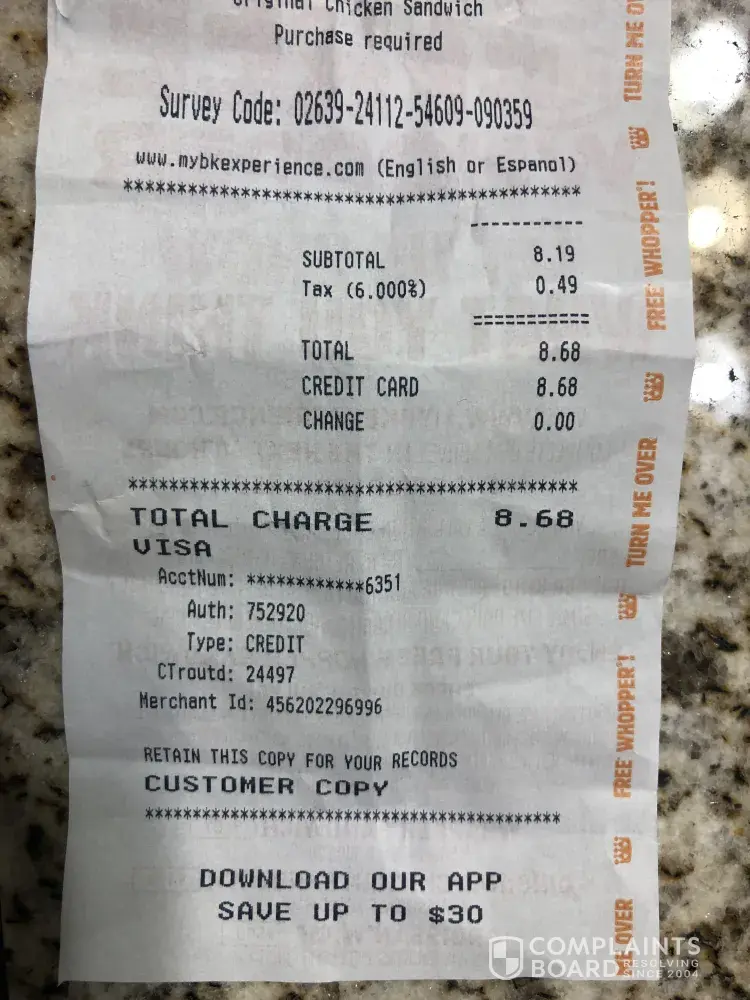 Original Chicken Sandwich
Purchase required
Survey Code: 02639-24112-54609-090359
www.mybkexperience.com (English or Espanol)
*******************************************
-----------
SUBTOTAL 8.19
Tax (6.000%) 0.49
===========
TOTAL 8.68
CREDIT CARD 8.68
CHANGE 0.00
*******************************************
TOTAL CHARGE 8.68
VISA
AcctNum: ************6351
Auth: 752920
Type: CREDIT
CTroutd: 24497
Merchant Id: 456202296996
RETAIN THIS COPY FOR YOUR RECORDS
CUSTOMER COPY
*******************************************
DOWNLOAD OUR APP
SAVE UP TO $30
TURN ME O
FREE WHOPPER!
TURN ME OVER
FREE WHOPPER!
OVER
COMPLAINTS
BOARD RESOLVING
SINCE 2004